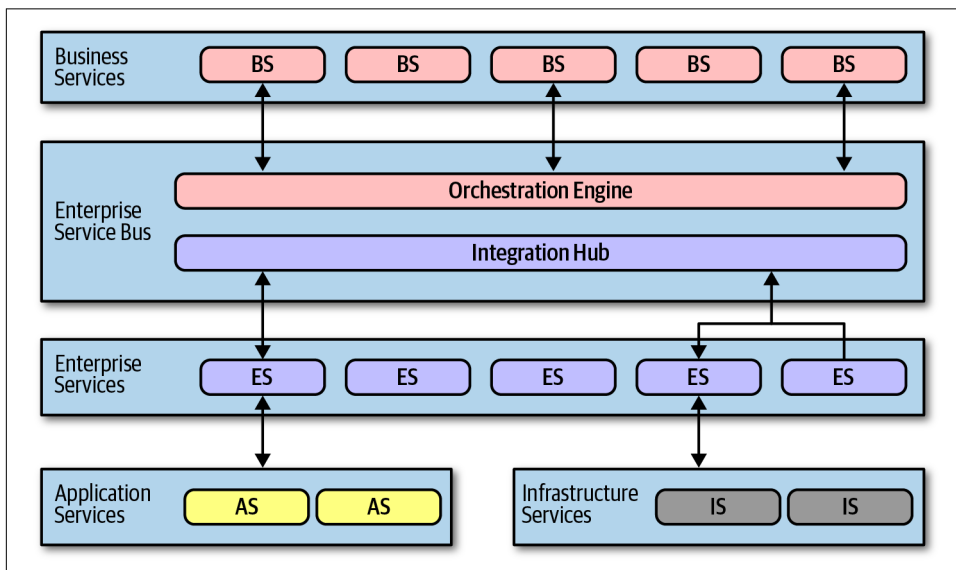 Business
Services
BS BS BS BS BS
Enterprise
Service Bus
Orchestration Engine
Integration Hub
Enterprise
Services
ES ES ES ES ES
Application
Services
AS AS
Infrastructure
Services
IS IS